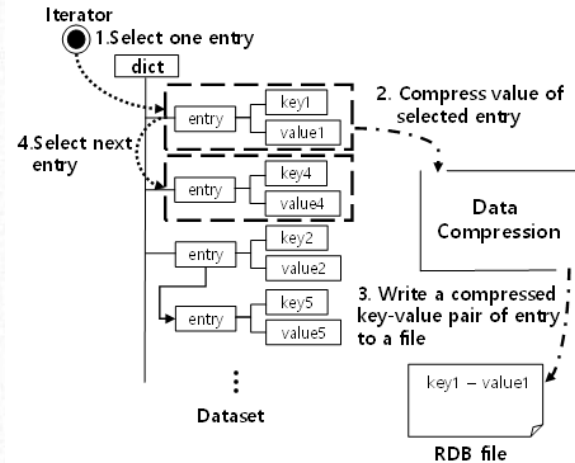 Iterator
1.Select one entry
dict
key1
entry
value1
2. Compress value of
selected entry
4.Select next
entry
key4
entry
value4
Data
Compression
key2
entry
value2
key5
entry
value5
3. Write a compressed
key-value pair of entry
to a file
key1 – value1
Dataset
RDB file